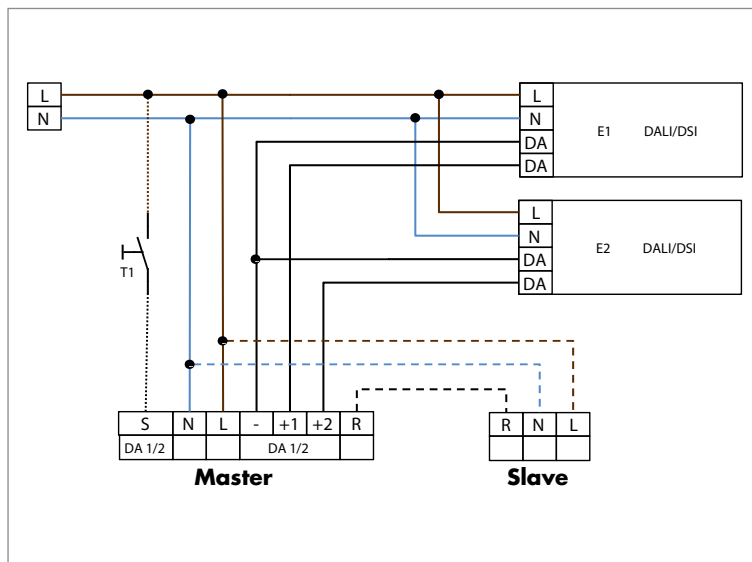 L
N
L
N
DA
DA
E1 DALI/DSI
L
N
DA
DA
E2 DALI/DSI
T1
S N L - +1 +2 R
DA 1/2 DA 1/2
Master
R N L
Slave